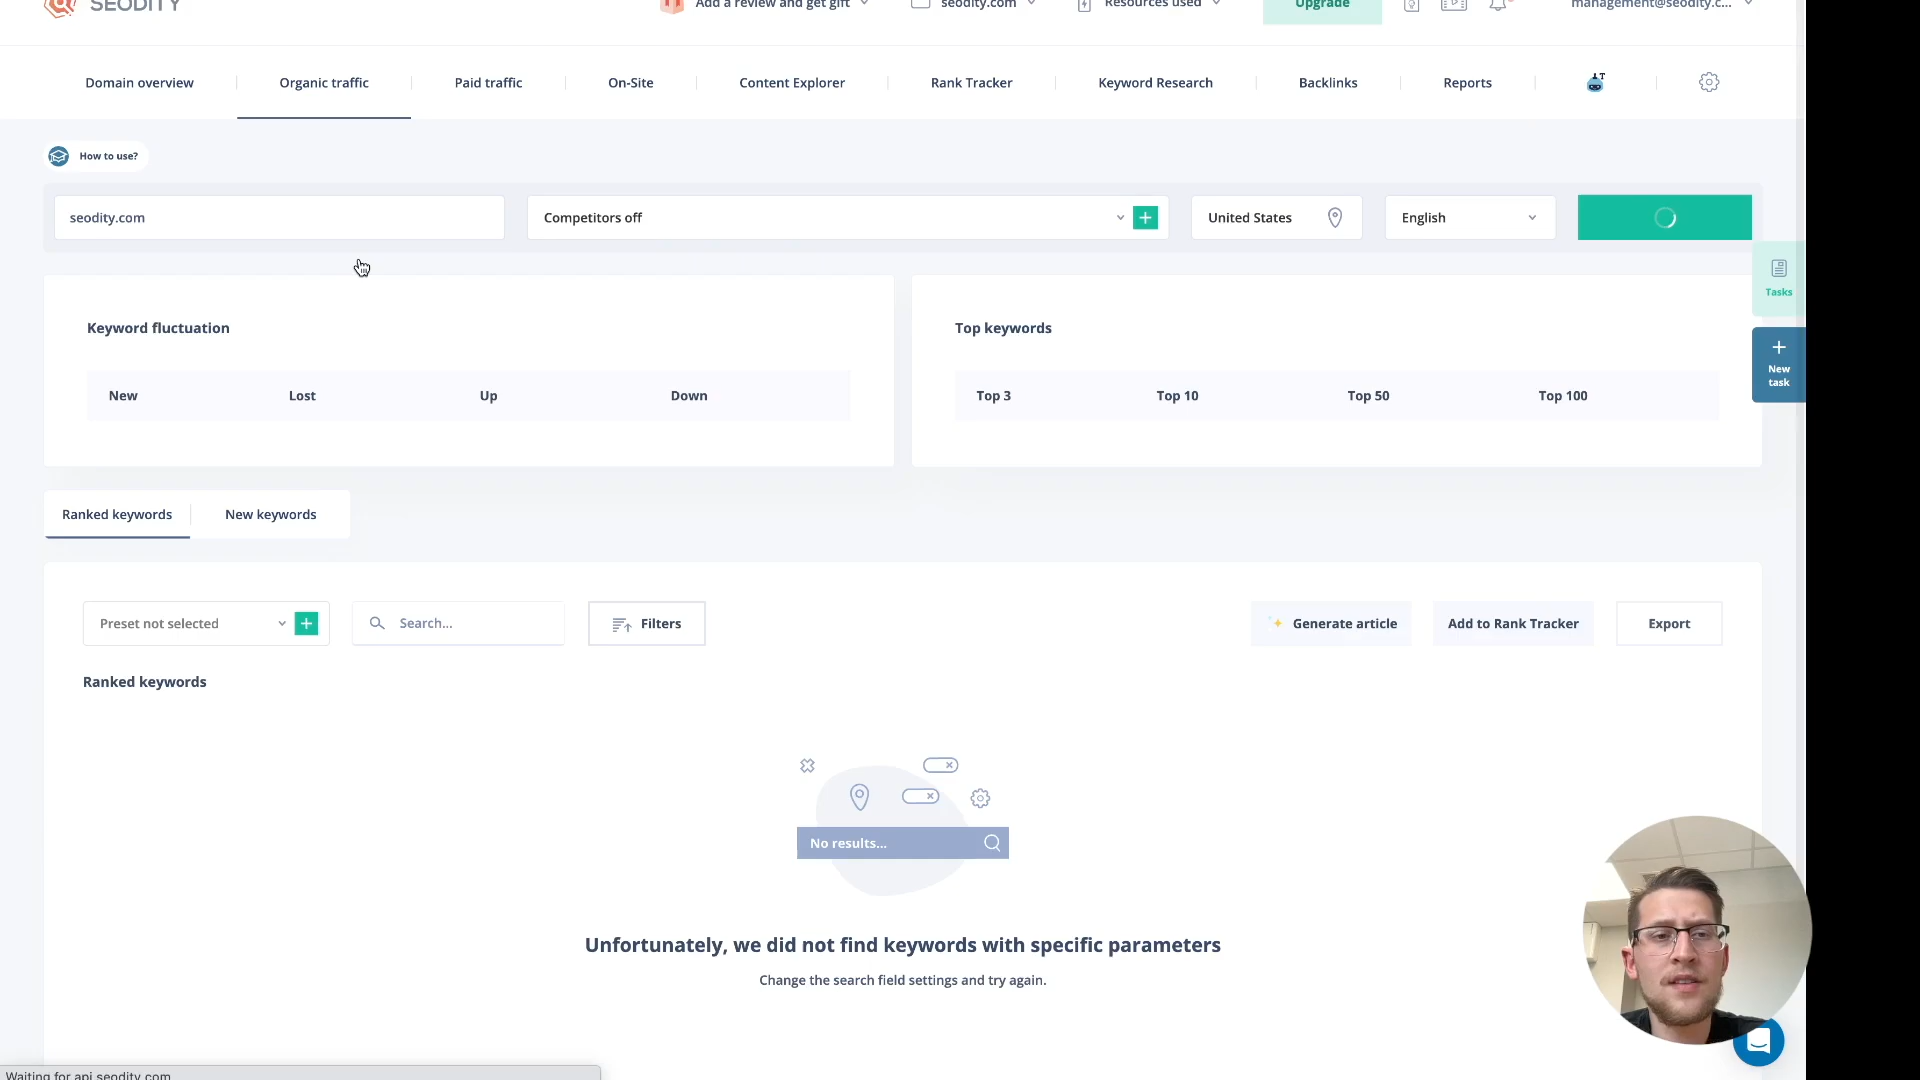 SEODITY
Add a review and get gift
seodity.com
Resources used
Upgrade
management@seodity.c...
Domain overview
Organic traffic
Paid traffic
On-Site
Content Explorer
Rank Tracker
Keyword Research
Backlinks
Reports
How to use?
seodity.com
Competitors off
United States
English
Tasks
New
task
Keyword fluctuation
New
Lost
Up
Down
Top keywords
Top 3
Top 10
Top 50
Top 100
Ranked keywords
New keywords
Preset not selected
Search...
Filters
Generate article
Add to Rank Tracker
Export
Ranked keywords
No results...
Unfortunately, we did not find keywords with specific parameters
Change the search field settings and try again.
Waiting for api.seodity.com